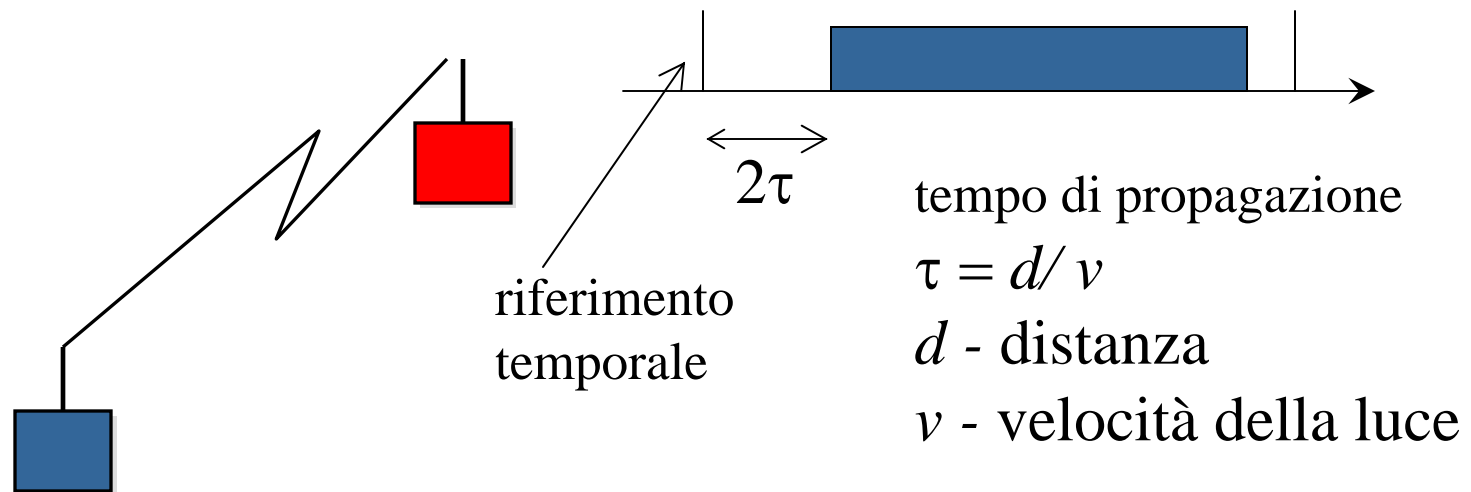 2τ
riferimento
temporale
tempo di propagazione
τ = d/ v
d - distanza
v - velocità della luce